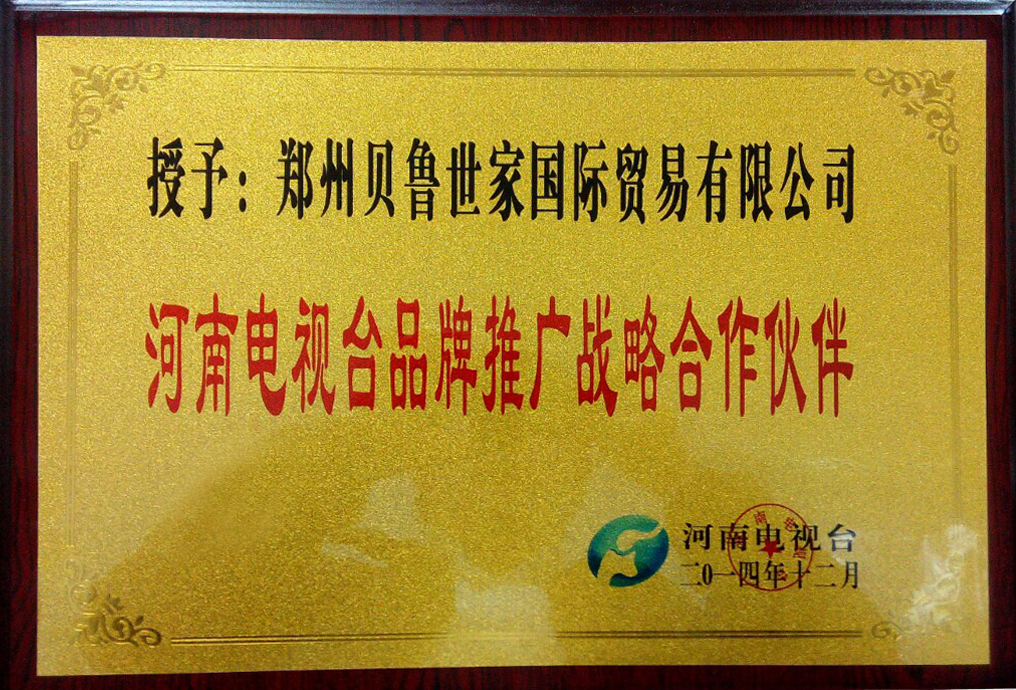 授予：郑州贝鲁世家国际贸易有限公司
河南电视台品牌推广战略合作伙伴
河南电视台
二0一四年十二月